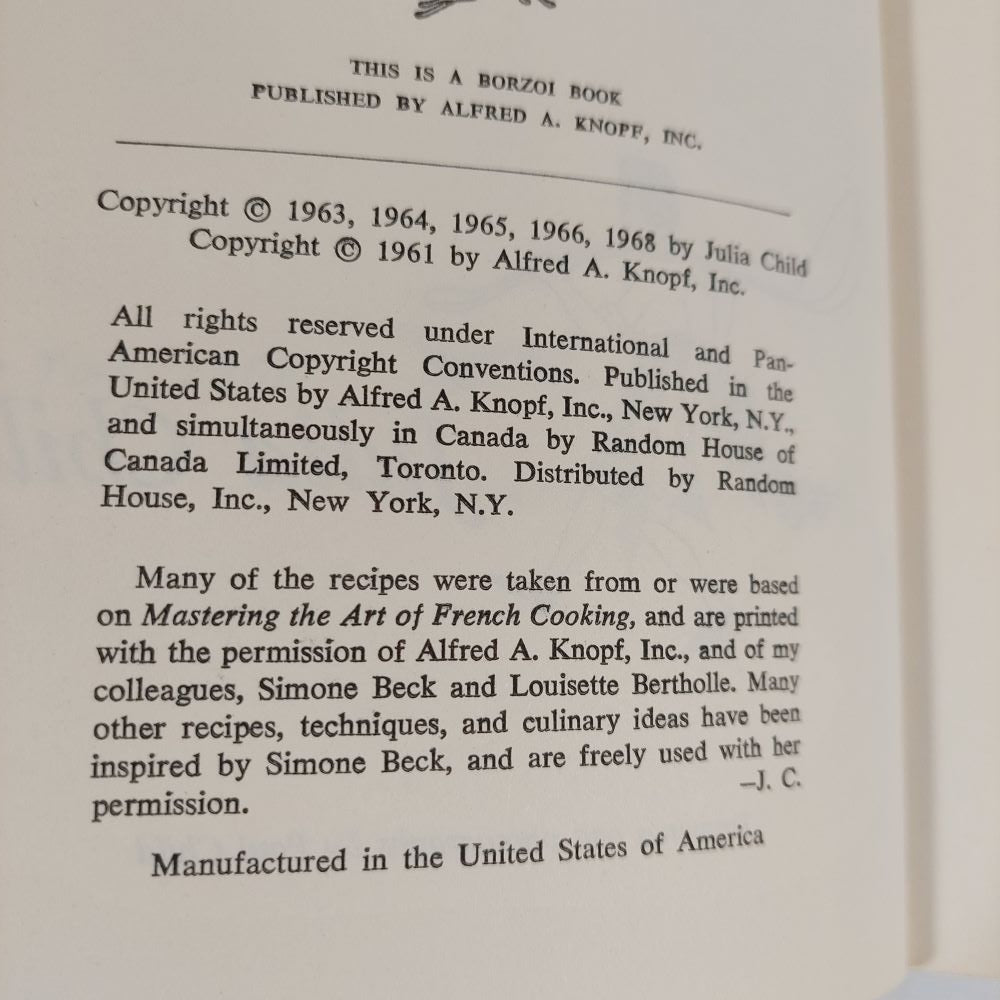 THIS IS A BORZOI BOOK
PUBLISHED BY ALFRED A. KNOPF, INC.
Copyright © 1963, 1964, 1965, 1966, 1968 by Julia Child
Copyright © 1961 by Alfred A. Knopf, Inc.
All rights reserved under International and Pan-
American Copyright Conventions. Published in the
United States by Alfred A. Knopf, Inc., New York, N.Y.,
and simultaneously in Canada by Random House of
Canada Limited, Toronto. Distributed by Random
House, Inc., New York, N.Y.
Many of the recipes were taken from or were based
on Mastering the Art of French Cooking, and are printed
with the permission of Alfred A. Knopf, Inc., and of my
colleagues, Simone Beck and Louisette Bertholle. Many
other recipes, techniques, and culinary ideas have been
inspired by Simone Beck, and are freely used with her
permission. —J. C.
Manufactured in the United States of America